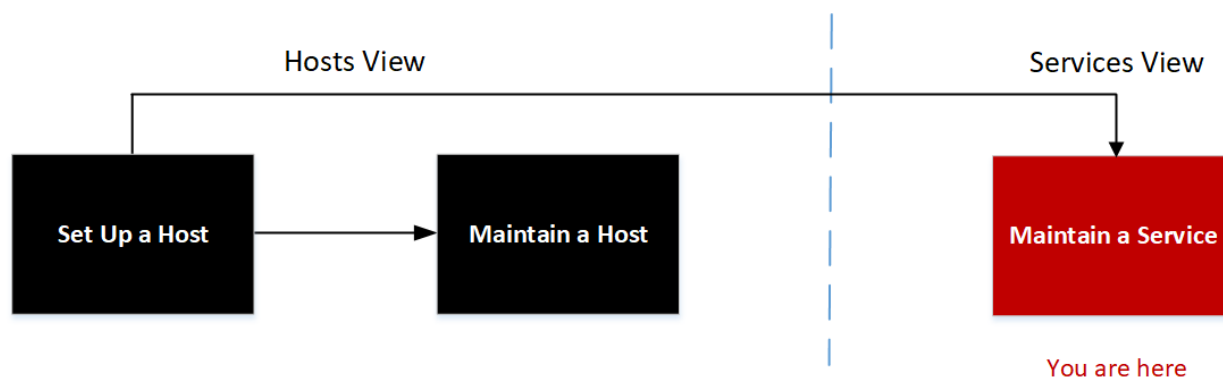 Hosts View
Services View
Set Up a Host
Maintain a Host
Maintain a Service
You are here